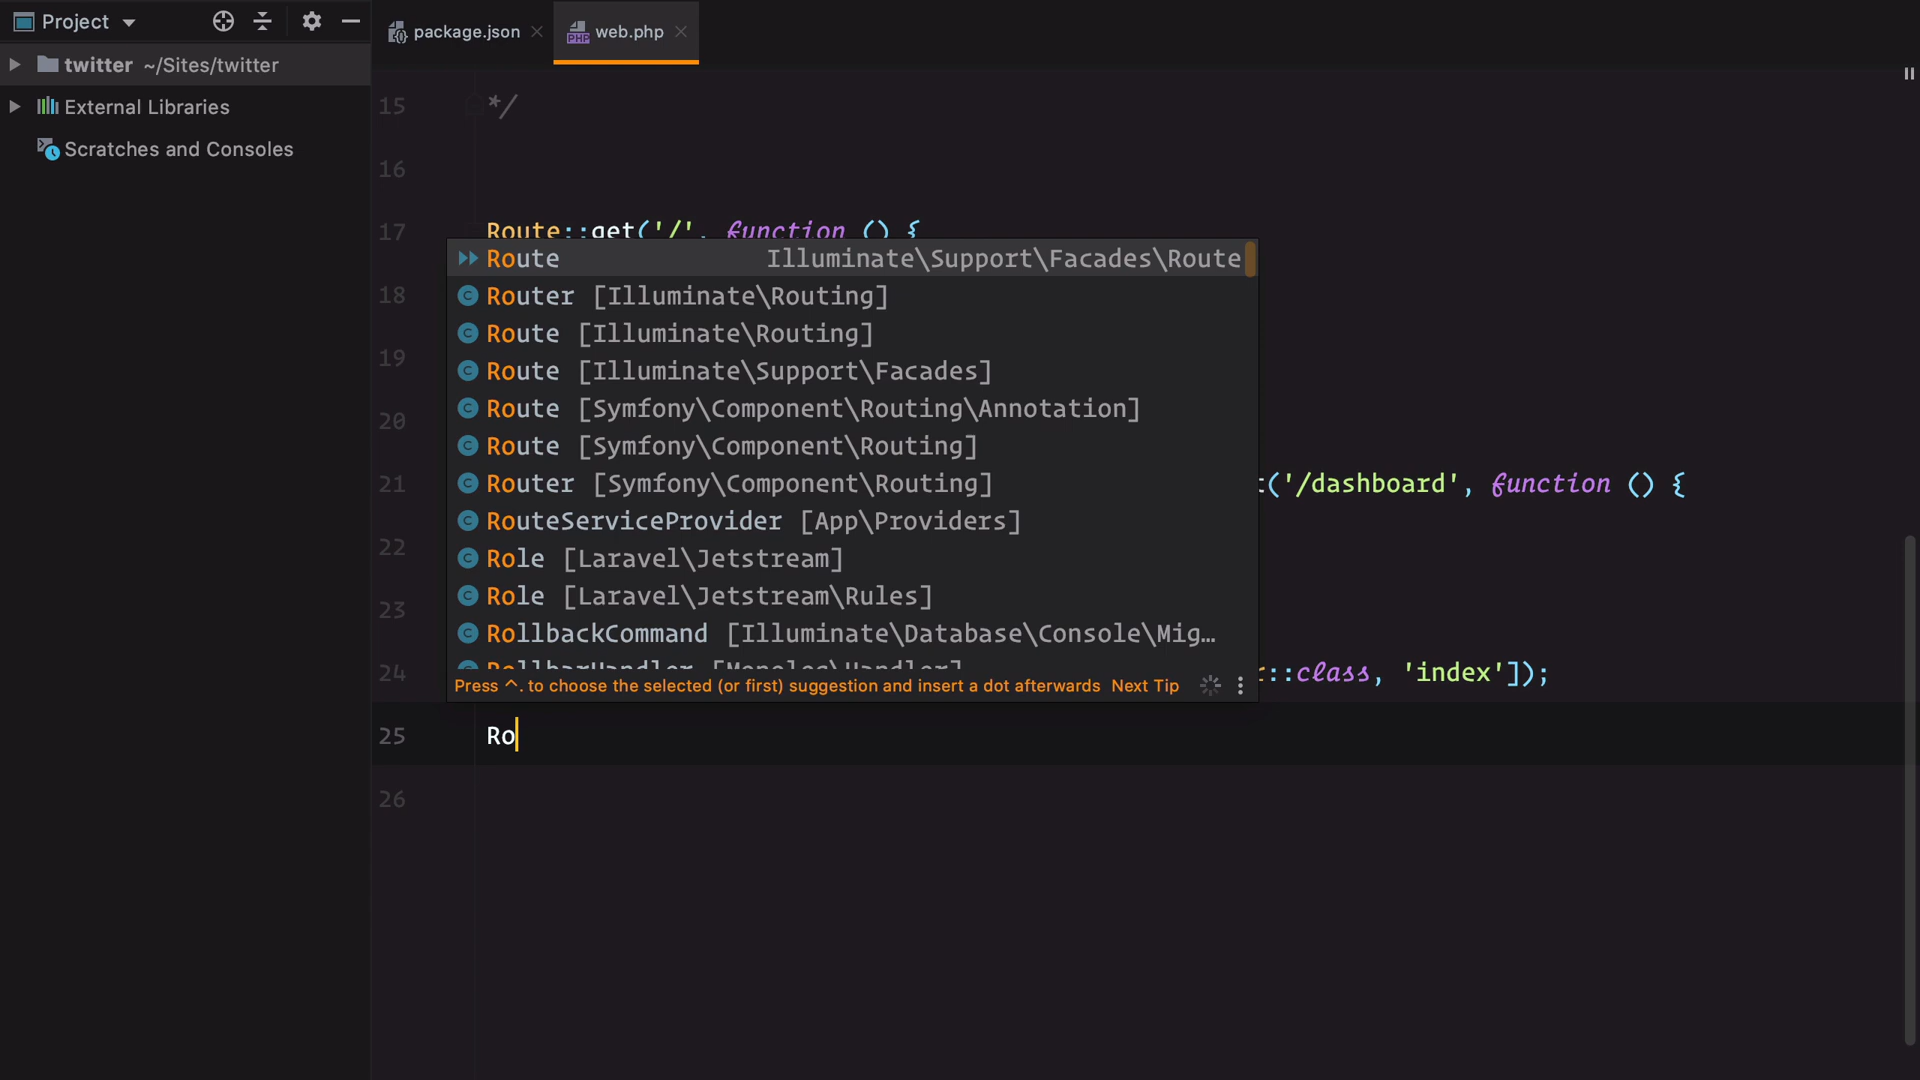 Project
package.json
web.php
twitter ~/Sites/twitter
External Libraries
Scratches and Consoles
15 */
16
17 Route::get('/', function () {
Route Illuminate\Support\Facades\Route
Router [Illuminate\Routing]
18
Route [Illuminate\Routing]
19
Route [Illuminate\Support\Facades]
Route [Symfony\Component\Routing\Annotation]
20
Route [Symfony\Component\Routing]
21 Router [Symfony\Component\Routing] t('/dashboard', function () {
RouteServiceProvider [App\Providers]
22
Role [Laravel\Jetstream]
Role [Laravel\Jetstream\Rules]
23
RollbackCommand [Illuminate\Database\Console\Mig…
RollbarHandler [Monolog\Handler]
24 r::class, 'index']);
Press ^. to choose the selected (or first) suggestion and insert a dot afterwards Next Tip
25 Ro
26